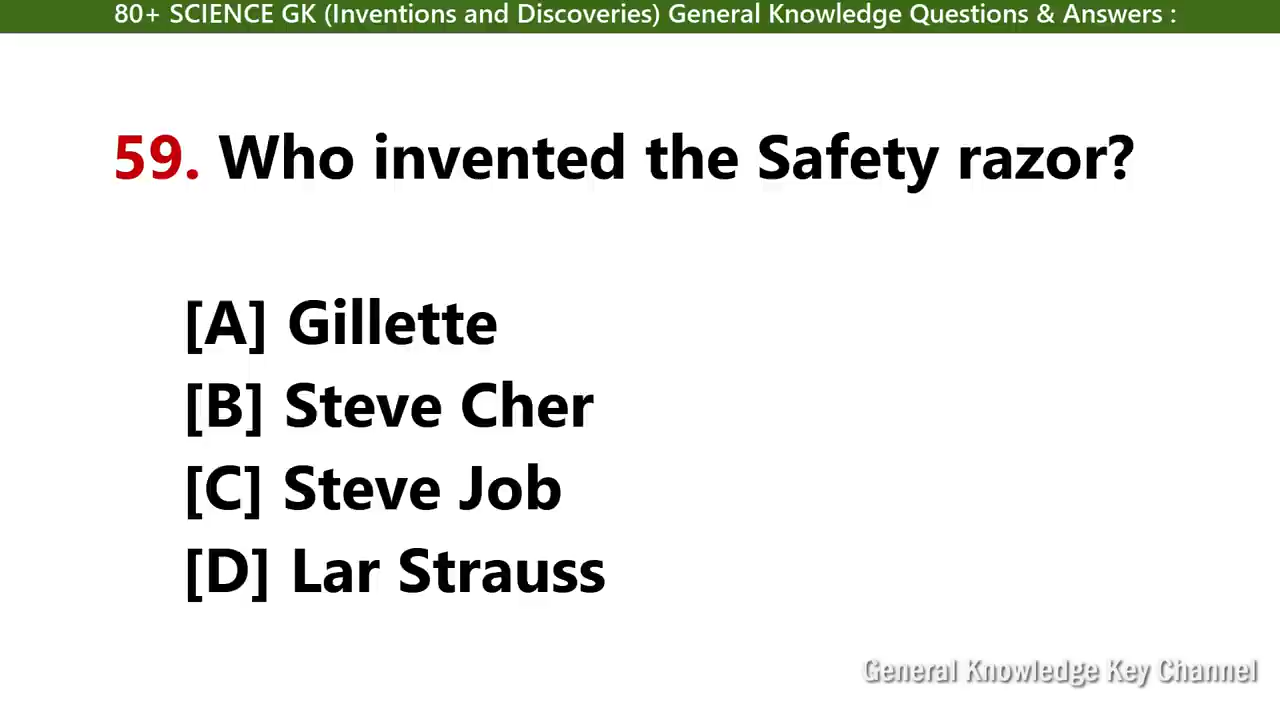 80+ SCIENCE GK (Inventions and Discoveries) General Knowledge Questions & Answers :
59. Who invented the Safety razor?
[A] Gillette
[B] Steve Cher
[C] Steve Job
[D] Lar Strauss
General Knowledge Key Channel